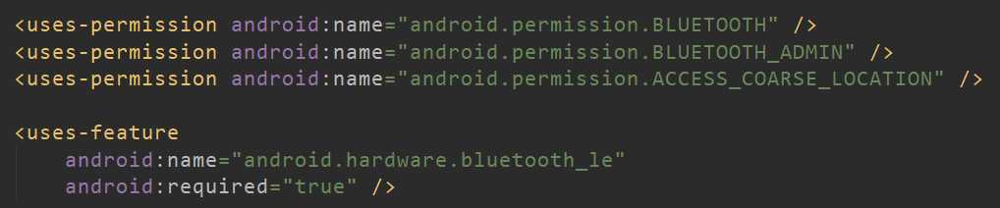 <uses-permission android:name="android.permission.BLUETOOTH" />
<uses-permission android:name="android.permission.BLUETOOTH_ADMIN" />
<uses-permission android:name="android.permission.ACCESS_COARSE_LOCATION" />
<uses-feature
android:name="android.hardware.bluetooth_le"
android:required="true" />